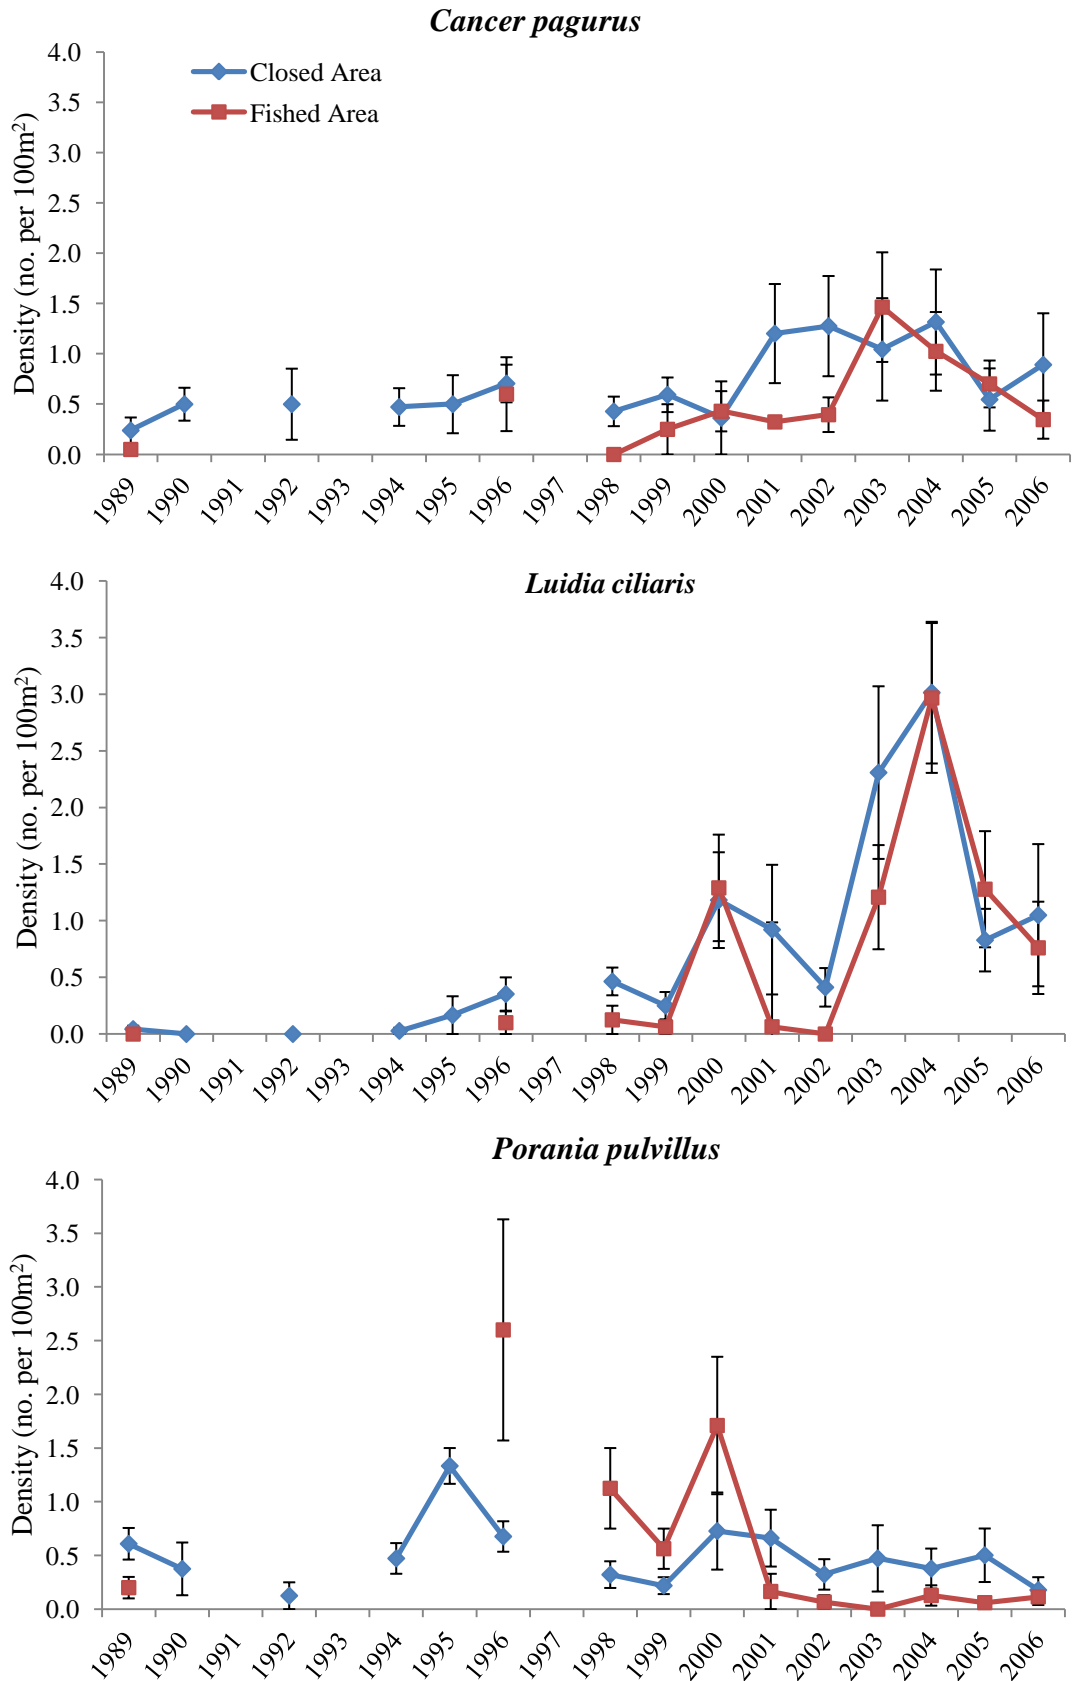 Cancer pagurus
4.0
3.5
3.0
2.5
2.0
1.5
1.0
0.5
0.0
Density (no. per 100m²)
Closed Area
Fished Area
1989 1990 1991 1992 1993 1994 1995 1996 1997 1998 1999 2000 2001 2002 2003 2004 2005 2006
Luidia ciliaris
4.0
3.5
3.0
2.5
2.0
1.5
1.0
0.5
0.0
Density (no. per 100m²)
1989 1990 1991 1992 1993 1994 1995 1996 1997 1998 1999 2000 2001 2002 2003 2004 2005 2006
Porania pulvillus
4.0
3.5
3.0
2.5
2.0
1.5
1.0
0.5
0.0
Density (no. per 100m²)
1989 1990 1991 1992 1993 1994 1995 1996 1997 1998 1999 2000 2001 2002 2003 2004 2005 2006